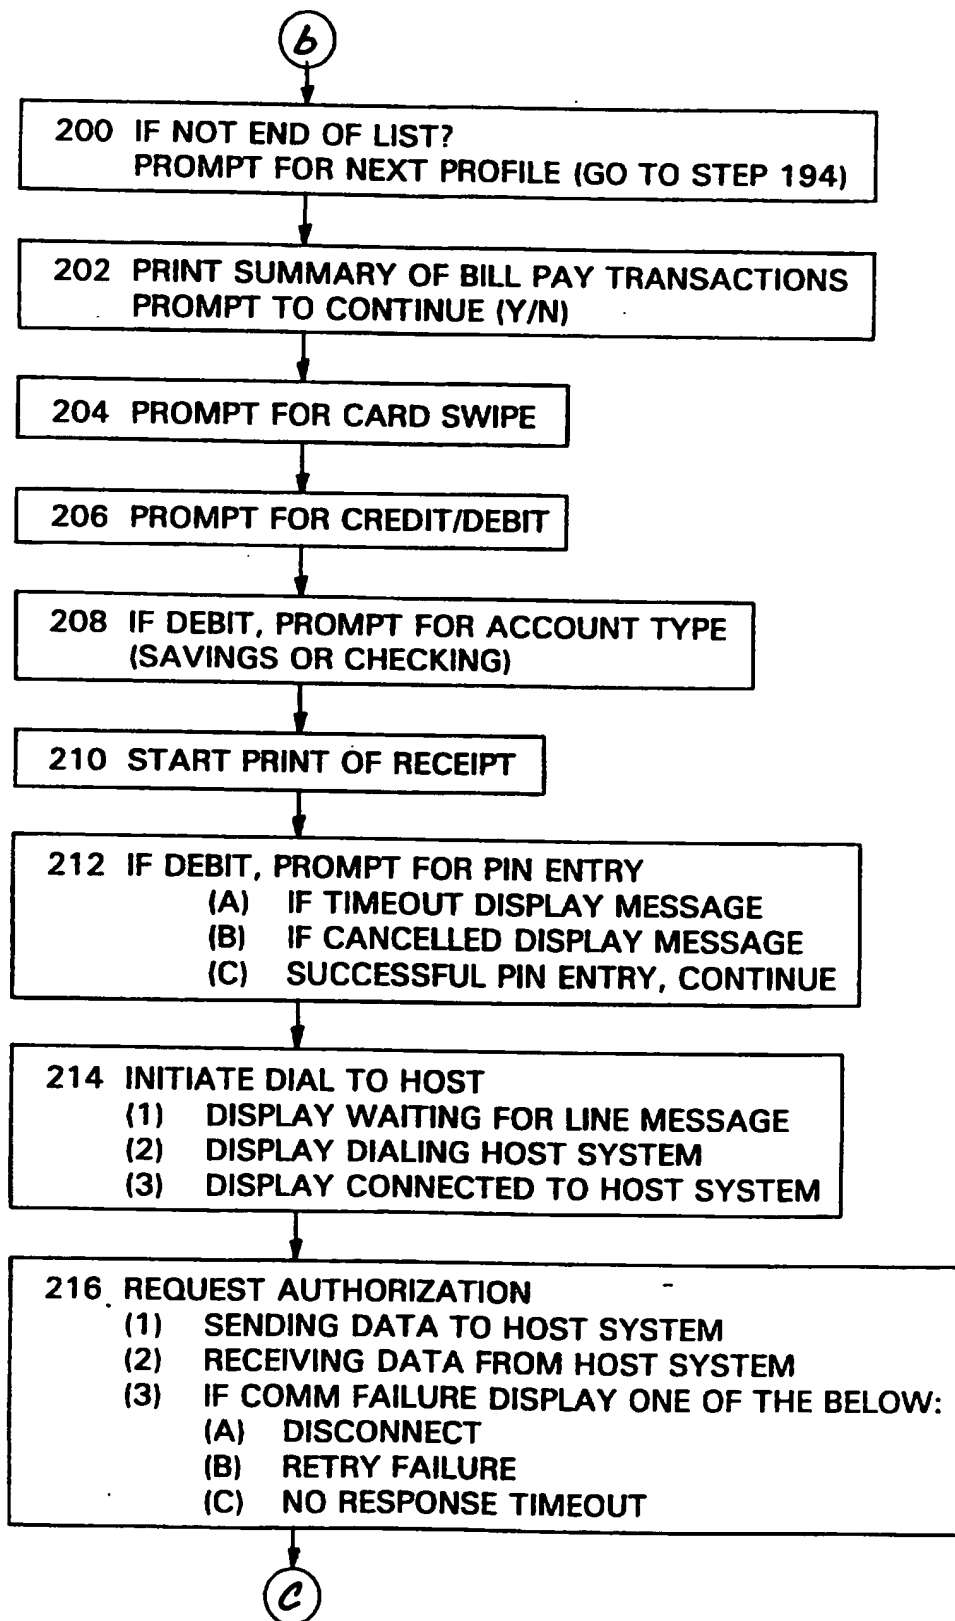 b
200 IF NOT END OF LIST?
PROMPT FOR NEXT PROFILE (GO TO STEP 194)
202 PRINT SUMMARY OF BILL PAY TRANSACTIONS
PROMPT TO CONTINUE (Y/N)
204 PROMPT FOR CARD SWIPE
206 PROMPT FOR CREDIT/DEBIT
208 IF DEBIT, PROMPT FOR ACCOUNT TYPE
(SAVINGS OR CHECKING)
210 START PRINT OF RECEIPT
212 IF DEBIT, PROMPT FOR PIN ENTRY
(A) IF TIMEOUT DISPLAY MESSAGE
(B) IF CANCELLED DISPLAY MESSAGE
(C) SUCCESSFUL PIN ENTRY, CONTINUE
214 INITIATE DIAL TO HOST
(1) DISPLAY WAITING FOR LINE MESSAGE
(2) DISPLAY DIALING HOST SYSTEM
(3) DISPLAY CONNECTED TO HOST SYSTEM
216 REQUEST AUTHORIZATION
(1) SENDING DATA TO HOST SYSTEM
(2) RECEIVING DATA FROM HOST SYSTEM
(3) IF COMM FAILURE DISPLAY ONE OF THE BELOW:
(A) DISCONNECT
(B) RETRY FAILURE
(C) NO RESPONSE TIMEOUT
C